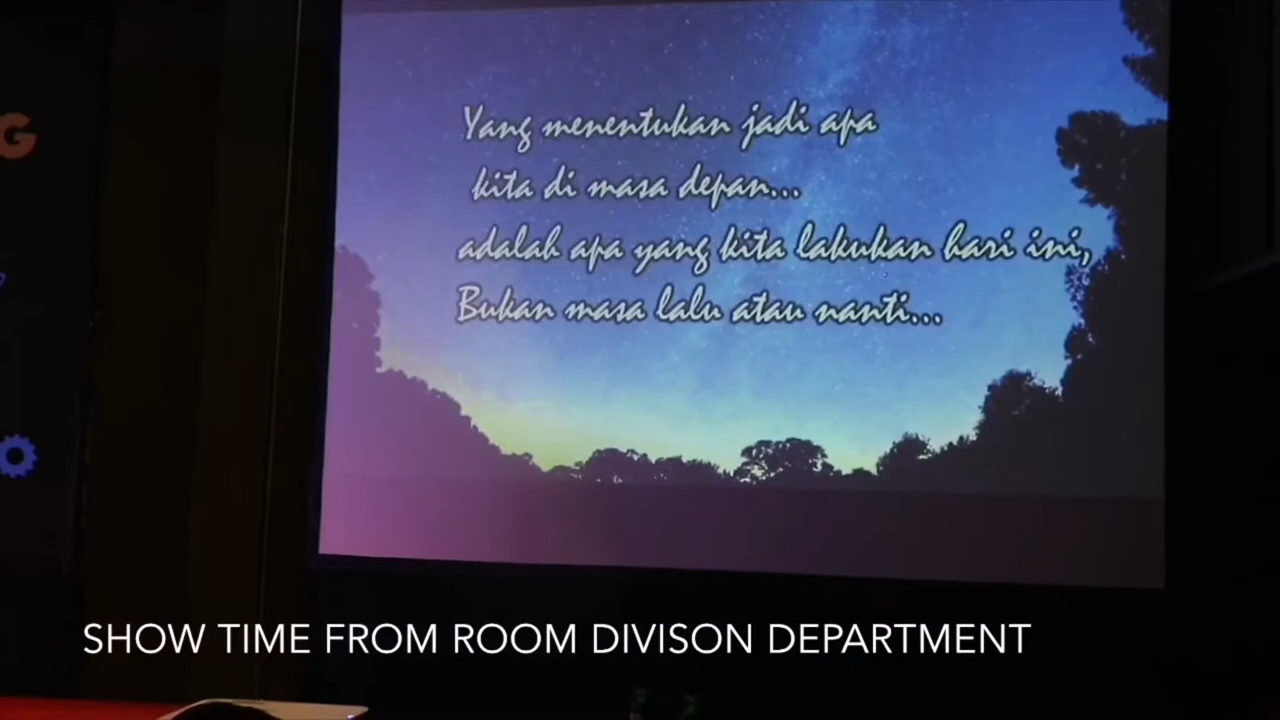 G
Yang menentukan jadi apa
kita di masa depan...
adalah apa yang kita lakukan hari ini,
Bukan masa lalu atau nanti...
SHOW TIME FROM ROOM DIVISON DEPARTMENT